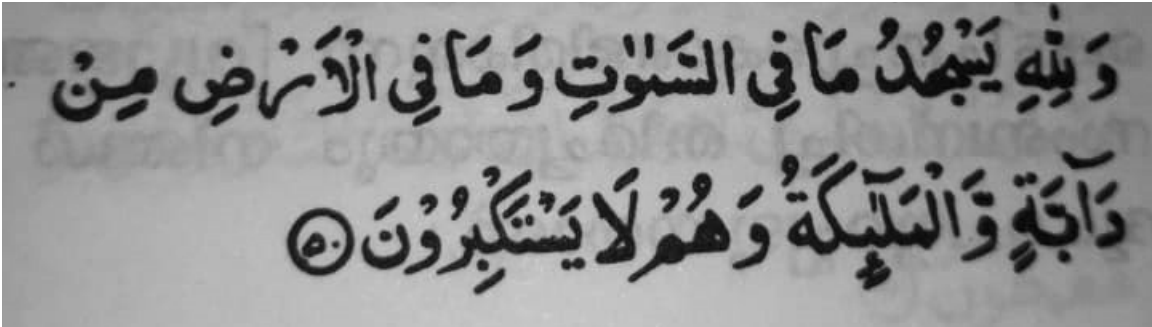 وَ لِلّٰهِ يَسْجُدُ مَا فِي السَّمٰوٰتِ وَ مَا فِي الْاَرْضِ مِنْ
دَآبَّةٍ وَّ الْمَلٰٓئِكَةُ وَ هُمْ لَا يَسْتَكْبِرُوْنَ ۝٥٠